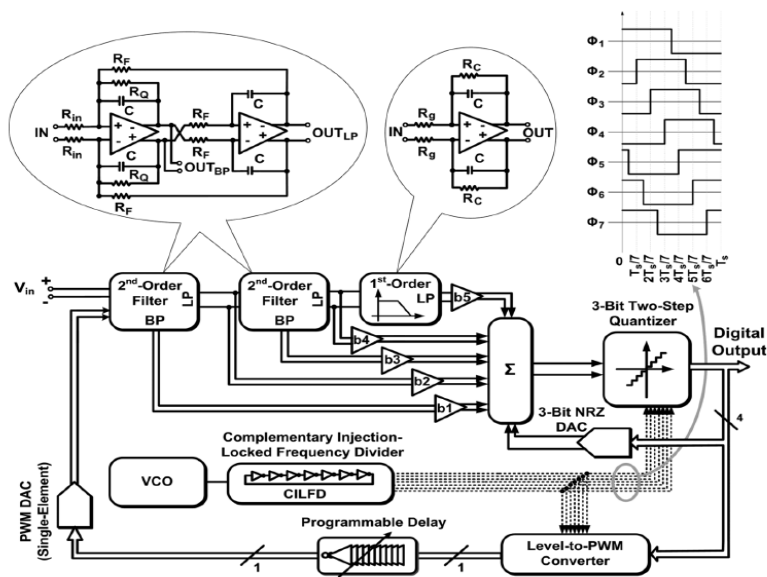 RF
RQ
C
Rin
IN
Rin
C
RQ
RF
RF
C
RF
C
OUTLP
OUTBP
RC
C
Rg
IN
Rg
OUT
C
RC
Φ1
Φ2
Φ3
Φ4
Φ5
Φ6
Φ7
0
Ts/7
2Ts/7
3Ts/7
4Ts/7
5Ts/7
6Ts/7
Ts
Vin
+
-
2nd-Order
Filter
LP
BP
2nd-Order
Filter
LP
BP
1st-Order
LP
b5
b4
b3
b2
b1
Σ
3-Bit Two-Step
Quantizer
Digital
Output
4
3-Bit NRZ
DAC
Complementary Injection-
Locked Frequency Divider
VCO
CILFD
PWM DAC
(Single-Element)
Programmable Delay
1
1
Level-to-PWM
Converter